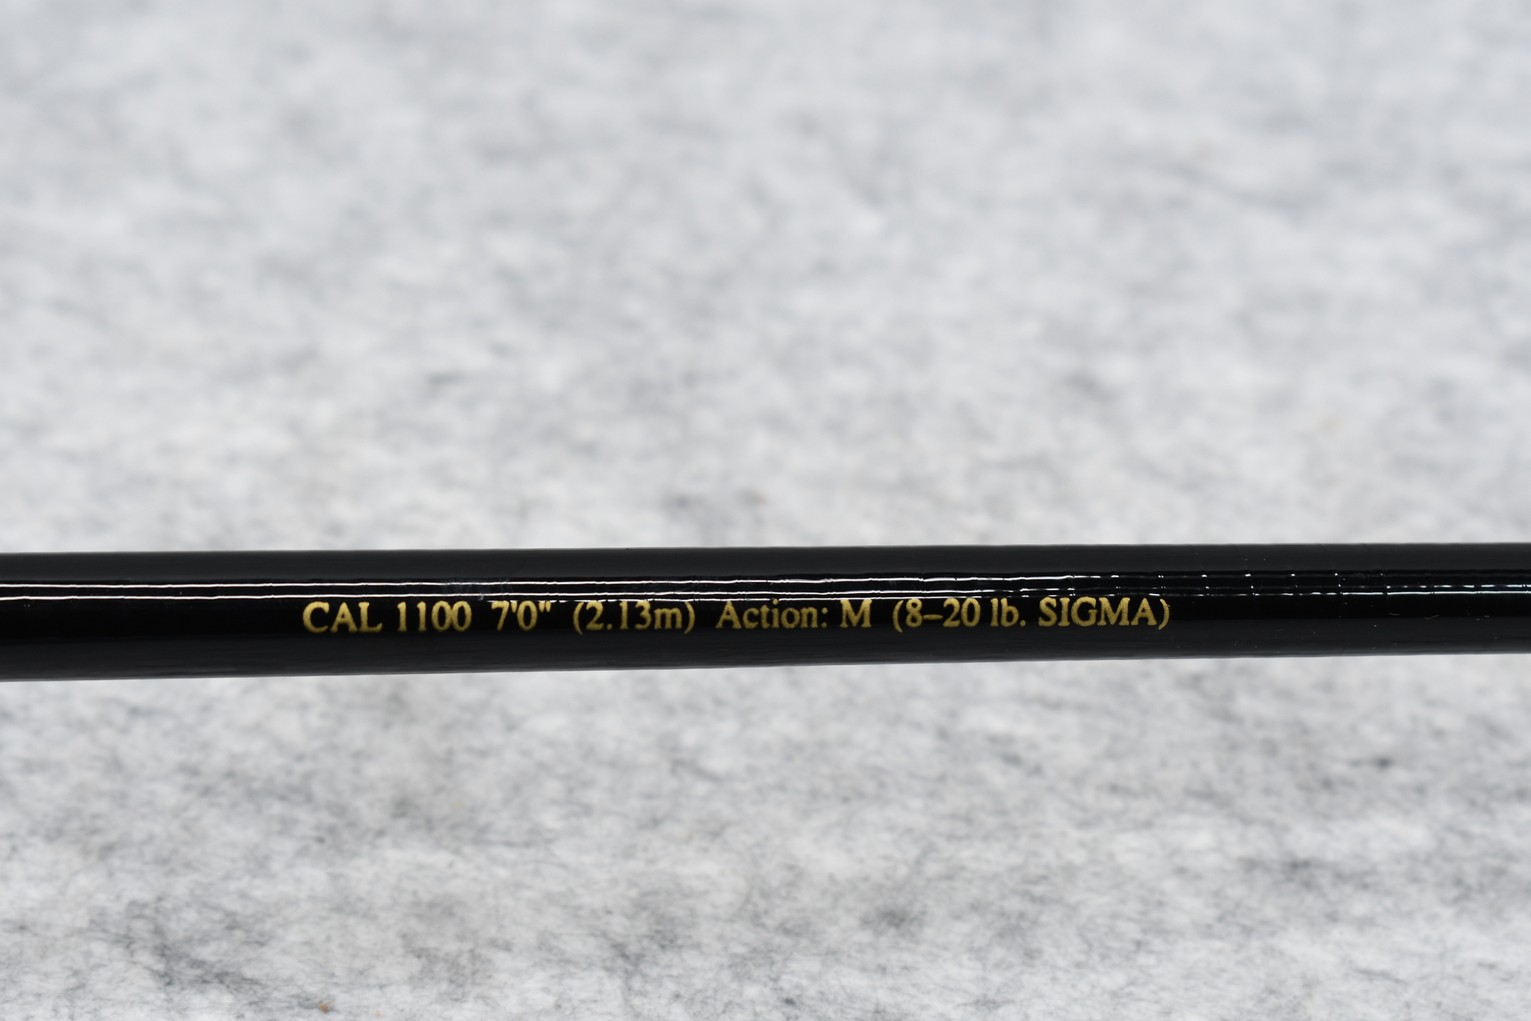 CAL 1100 7'0" (2.13m) Action: M (8–20 lb. SIGMA)